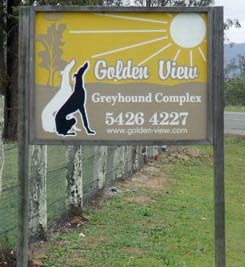 Golden View
Greyhound Complex
5426 4227
www.golden-view.com